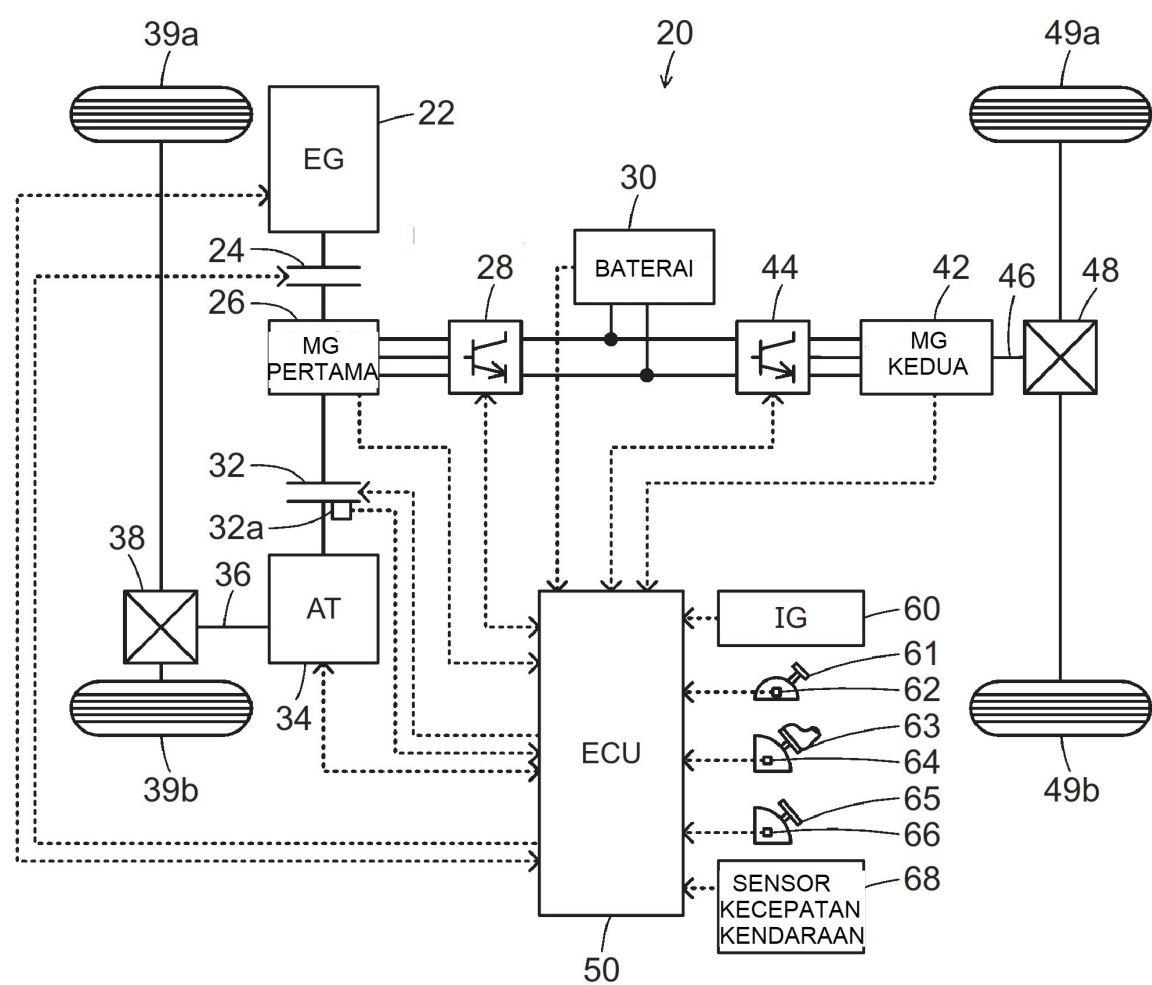 39a
20
49a
22
EG
30
24
28
BATERAI
44
42
46
48
26
MG
PERTAMA
MG
KEDUA
32
32a
38
36
AT
IG
60
61
62
34
63
ECU
64
39b
65
49b
66
SENSOR
KECEPATAN
KENDARAAN
68
50